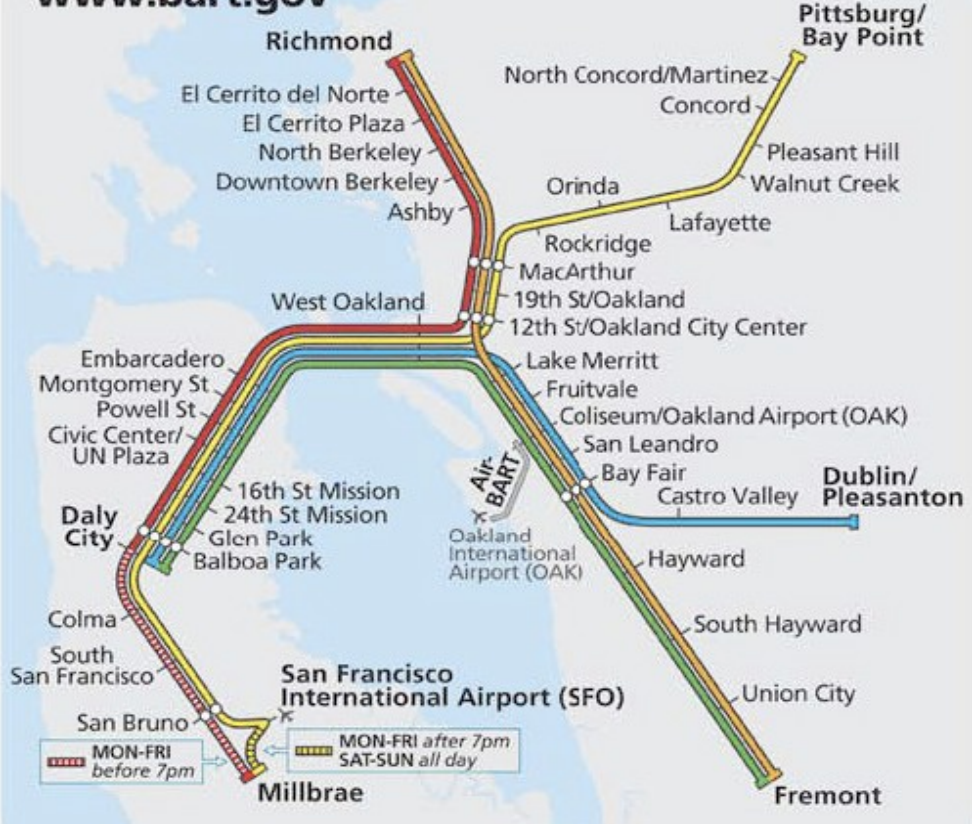 www.bart.gov
Richmond
El Cerrito del Norte
El Cerrito Plaza
North Berkeley
Downtown Berkeley
Ashby
Pittsburg/
Bay Point
North Concord/Martinez
Concord
Pleasant Hill
Walnut Creek
Orinda
Lafayette
Rockridge
MacArthur
19th St/Oakland
12th St/Oakland City Center
West Oakland
Lake Merritt
Fruitvale
Coliseum/Oakland Airport (OAK)
San Leandro
Bay Fair
Castro Valley
Dublin/
Pleasanton
Embarcadero
Montgomery St
Powell St
Civic Center/
UN Plaza
16th St Mission
24th St Mission
Glen Park
Balboa Park
Daly
City
Air-
BART
Oakland
International
Airport (OAK)
Hayward
South Hayward
Union City
Fremont
Colma
South
San Francisco
San Bruno
San Francisco
International Airport (SFO)
MON-FRI
before 7pm
MON-FRI after 7pm
SAT-SUN all day
Millbrae